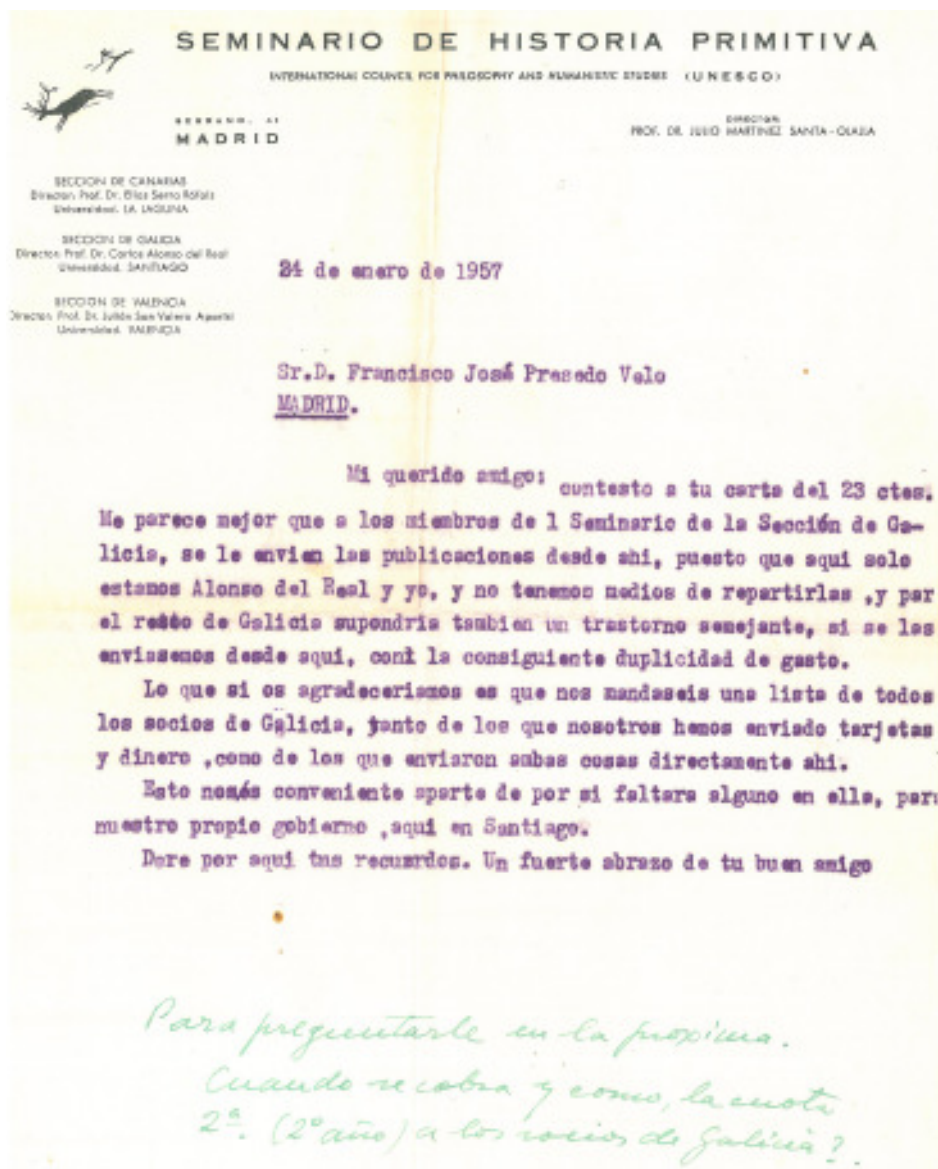 SEMINARIO DE HISTORIA PRIMITIVA
INTERNATIONAL COUNCIL FOR PHILOSOPHY AND HUMANISTIC STUDIES (UNESCO)
SERRANO, 41
MADRID
DIRECTOR:
PROF. DR. JULIO MARTINEZ SANTA-OLALLA
SECCION DE CANARIAS
Director: Prof. Dr. Elías Serra Ráfols
Universidad. LA LAGUNA
SECCION DE GALICIA
Director: Prof. Dr. Carlos Alonso del Real
Universidad. SANTIAGO
SECCION DE VALENCIA
Director: Prof. Dr. Julián San Valero Aparisi
Universidad. VALENCIA
24 de enero de 1957
Sr.D. Francisco José Presedo Velo
MADRID.
Mi querido amigo: contesto a tu carta del 23 ctes.
Me parece mejor que a los miembros de l Seminario de la Sección de Ga-
licia, se le envien las publicaciones desde ahi, puesto que aqui solo
estamos Alonso del Real y yo, y no tenemos medios de repartirlas ,y par
el resto de Galicia supondria tambien un trastorno semejante, si se las
enviasemos desde aqui, cont la consiguiente duplicidad de gasto.
Lo que si os agradeceriamos es que nos mandaseis una lista de todos
los socios de Galicia, tanto de los que nosotros hemos enviado tarjetas
y dinero ,como de los que enviaron ambas cosas directamente ahi.
Esto nosés conveniente aparte de por si faltara alguno en ella, para
nuestro propio gobierno ,aqui en Santiago.
Dare por aqui tus recuerdos. Un fuerte abrazo de tu buen amigo
Para preguntarle en la próxima.
Cuando se cobra y como, la cuota
2ª. (2º año) a los socios de Galicia?.